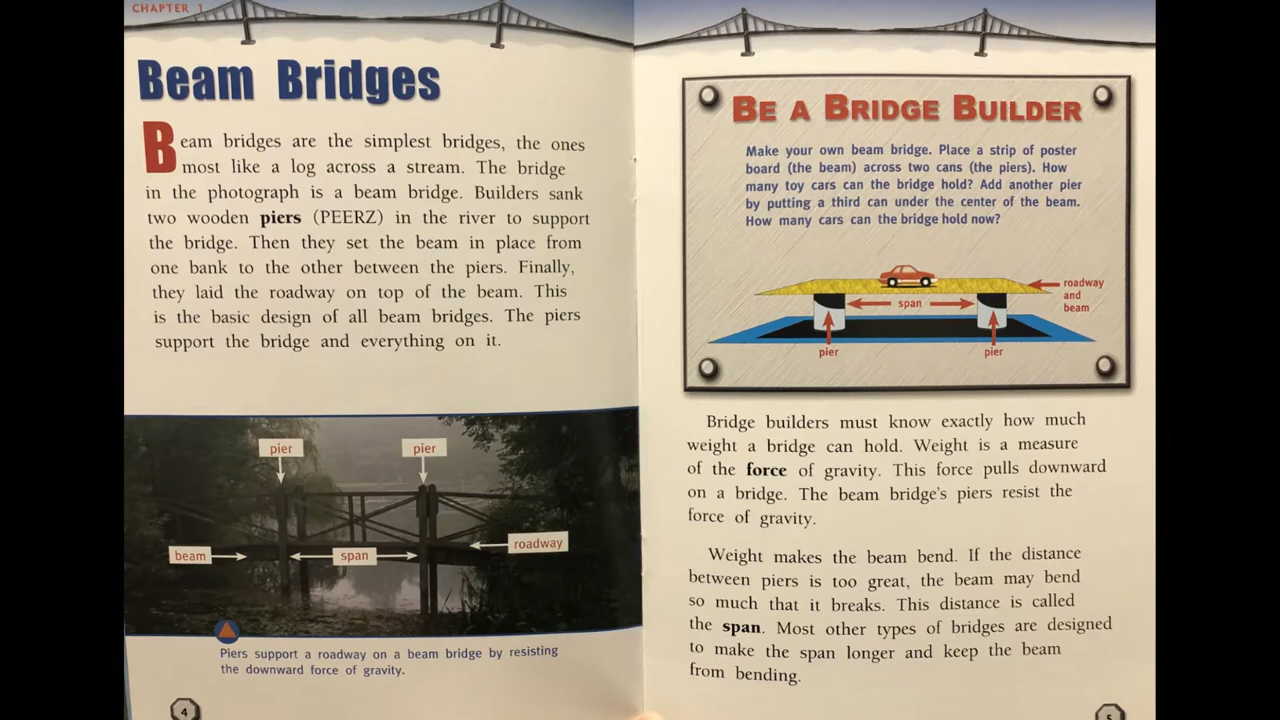 CHAPTER 1
Beam Bridges
Beam bridges are the simplest bridges, the ones
most like a log across a stream. The bridge
in the photograph is a beam bridge. Builders sank
two wooden piers (PEERZ) in the river to support
the bridge. Then they set the beam in place from
one bank to the other between the piers. Finally,
they laid the roadway on top of the beam. This
is the basic design of all beam bridges. The piers
support the bridge and everything on it.
pier
pier
beam
span
roadway
Piers support a roadway on a beam bridge by resisting
the downward force of gravity.
4
BE A BRIDGE BUILDER
Make your own beam bridge. Place a strip of poster
board (the beam) across two cans (the piers). How
many toy cars can the bridge hold? Add another pier
by putting a third can under the center of the beam.
How many cars can the bridge hold now?
span
roadway
and
beam
pier
pier
Bridge builders must know exactly how much
weight a bridge can hold. Weight is a measure
of the force of gravity. This force pulls downward
on a bridge. The beam bridge's piers resist the
force of gravity.
Weight makes the beam bend. If the distance
between piers is too great, the beam may bend
so much that it breaks. This distance is called
the span. Most other types of bridges are designed
to make the span longer and keep the beam
from bending.
5